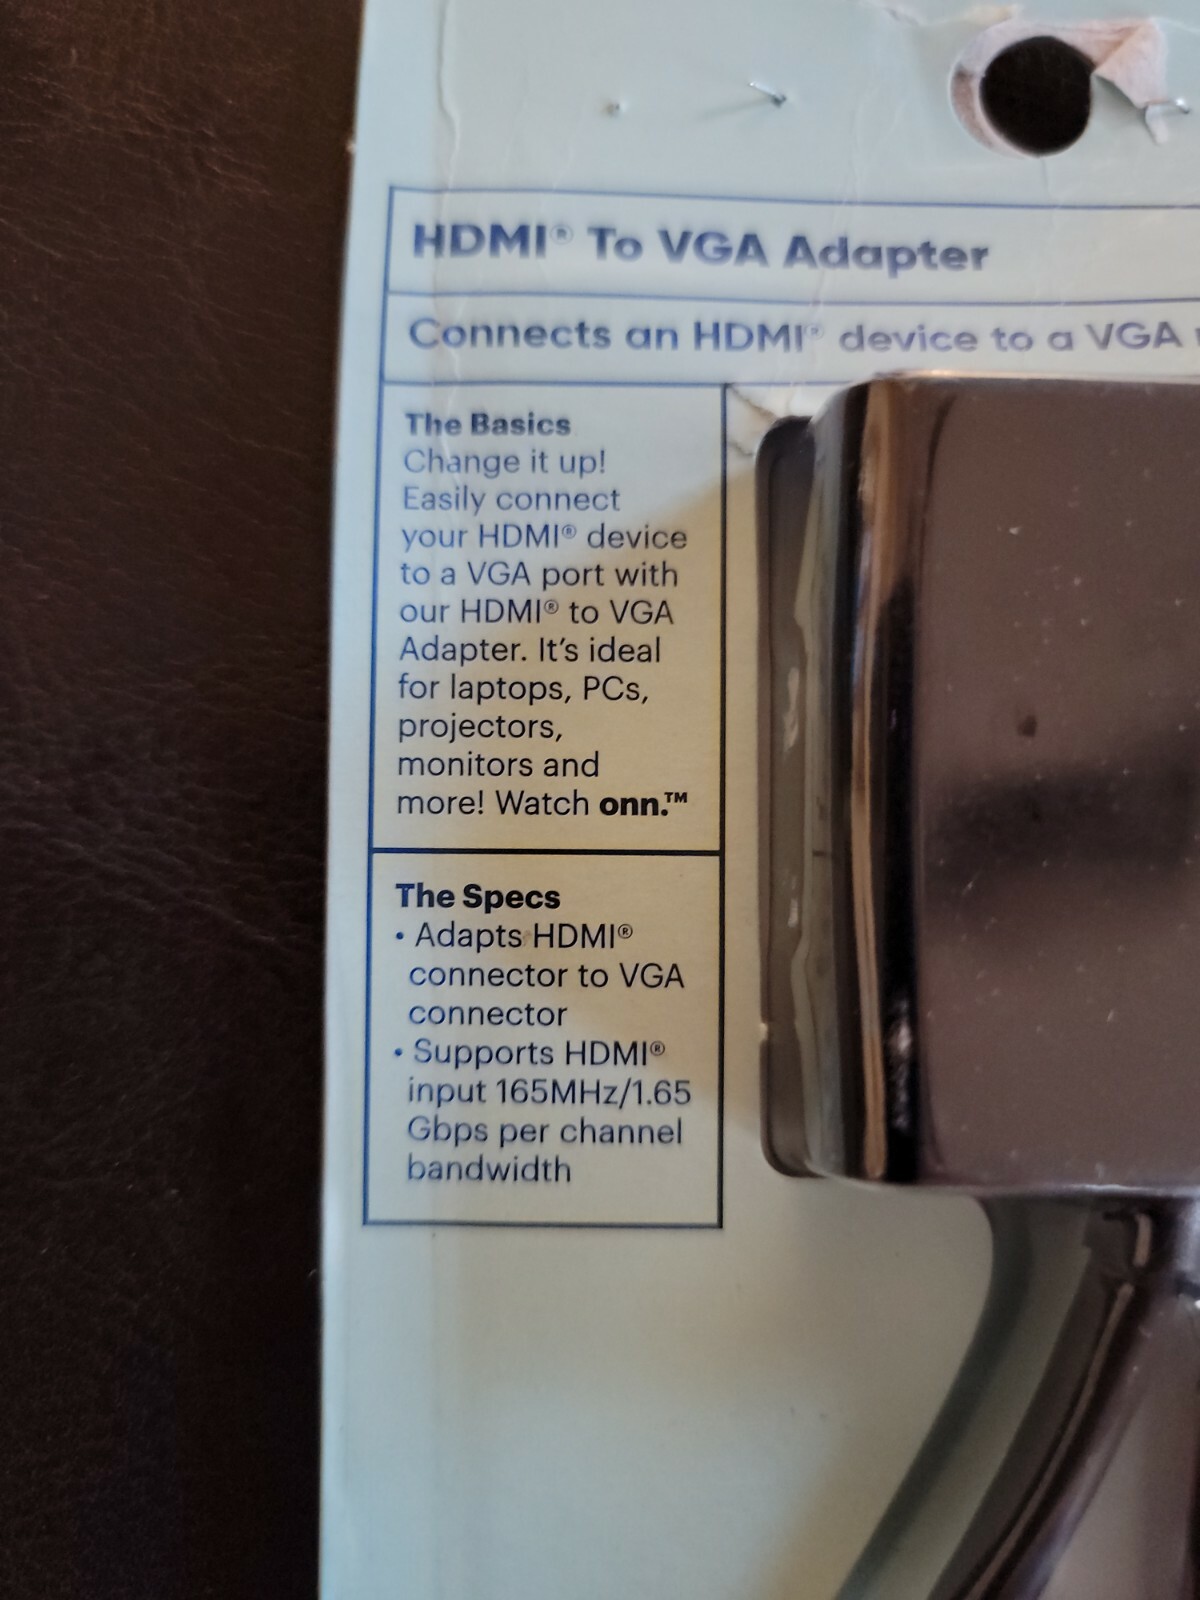 HDMI® To VGA Adapter
Connects an HDMI® device to a VGA
The Basics
Change it up!
Easily connect
your HDMI® device
to a VGA port with
our HDMI® to VGA
Adapter. It's ideal
for laptops, PCs,
projectors,
monitors and
more! Watch onn.™
The Specs
• Adapts HDMI®
connector to VGA
connector
• Supports HDMI®
input 165MHz/1.65
Gbps per channel
bandwidth